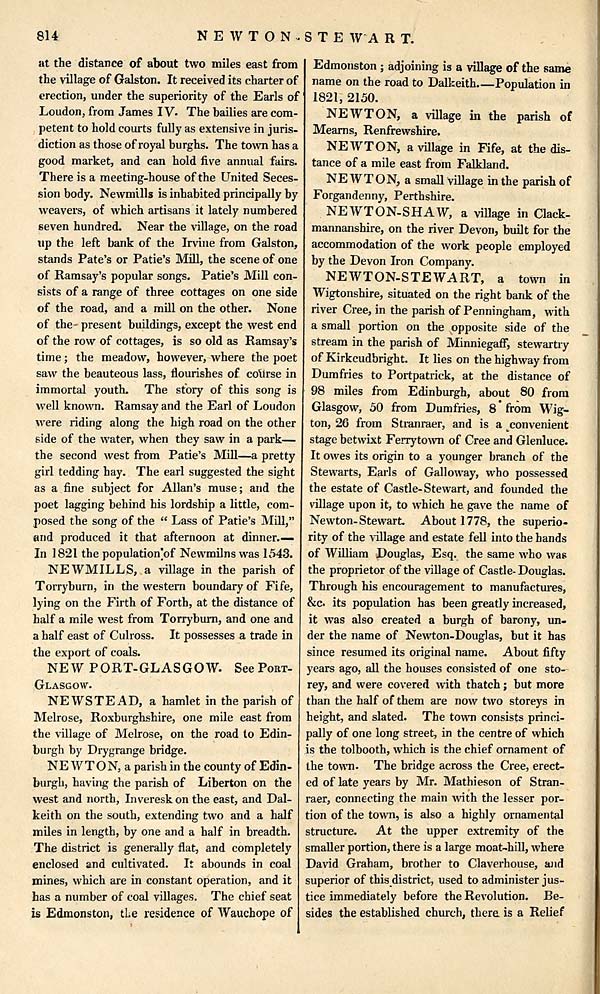 814
NEWTON-STEWART.
at the distance of about two miles east from
the village of Galston. It received its charter of
erection, under the superiority of the Earls of
Loudon, from James IV. The bailies are com-
petent to hold courts fully as extensive in juris-
diction as those of royal burghs. The town has a
good market, and can hold five annual fairs.
There is a meeting-house of the United Seces-
sion body. Newmills is inhabited principally by
weavers, of which artisans it lately numbered
seven hundred. Near the village, on the road
up the left bank of the Irvine from Galston,
stands Pate's or Patie's Mill, the scene of one
of Ramsay's popular songs. Patie's Mill con-
sists of a range of three cottages on one side
of the road, and a mill on the other. None
of the present buildings, except the west end
of the row of cottages, is so old as Ramsay's
time; the meadow, however, where the poet
saw the beauteous lass, flourishes of course in
immortal youth. The story of this song is
well known. Ramsay and the Earl of Loudon
were riding along the high road on the other
side of the water, when they saw in a park—
the second west from Patie's Mill—a pretty
girl tedding hay. The earl suggested the sight
as a fine subject for Allan's muse; and the
poet lagging behind his lordship a little, com-
posed the song of the "Lass of Patie's Mill,"
and produced it that afternoon at dinner.—
In 1821 the population of Newmilns was 1543.
NEWMILLS, a village in the parish of
Torryburn, in the western boundary of Fife,
lying on the Firth of Forth, at the distance of
half a mile west from Torryburn, and one and
a half east of Culross. It possesses a trade in
the export of coals.
NEW PORT-GLASGOW. See PORT-
GLASGOW.
NEWSTEAD, a hamlet in the parish of
Melrose, Roxburghshire, one mile east from
the village of Melrose, on the road to Edin-
burgh by Drygrange bridge.
NEWTON, a parish in the county of Edin-
burgh, having the parish of Liberton on the
west and north, Inveresk on the east, and Dal-
keith on the south, extending two and a half
miles in length, by one and a half in breadth.
The district is generally flat, and completely
enclosed and cultivated. It abounds in coal
mines, which are in constant operation, and it
has a number of coal villages. The chief seat
is Edmonston, the residence of Wauchope of
Edmonston; adjoining is a village of the same
name on the road to Dalkeith.—Population in
1821, 2150.
NEWTON, a village in the parish of
Mearns, Renfrewshire.
NEWTON, a village in Fife, at the dis-
tance of a mile east from Falkland.
NEWTON, a small village in the parish of
Forgandenny, Perthshire.
NEWTON-SHAW, a village in Clack-
mannanshire, on the river Devon, built for the
accommodation of the work people employed
by the Devon Iron Company.
NEWTON-STEWART, a town in
Wigtonshire, situated on the right bank of the
river Cree, in the parish of Penningham, with
a small portion on the opposite side of the
stream in the parish of Minniegaff, stewartry
of Kirkcudbright. It lies on the highway from
Dumfries to Portpatrick, at the distance of
98 miles from Edinburgh, about 80 from
Glasgow, 50 from Dumfries, 8 from Wig-
ton, 26 from Stranraer, and is a convenient
stage betwixt Ferrytown of Cree and Glenluce.
It owes its origin to a younger branch of the
Stewarts, Earls of Galloway, who possessed
the estate of Castle-Stewart, and founded the
village upon it, to which he gave the name of
Newton-Stewart. About 1778, the superio-
rity of the village and estate fell into the hands
of William Douglas, Esq. the same who was
the proprietor of the village of Castle-Douglas.
Through his encouragement to manufactures,
&c. its population has been greatly increased,
it was also created a burgh of barony, un-
der the name of Newton-Douglas, but it has
since resumed its original name. About fifty
years ago, all the houses consisted of one sto-
rey, and were covered with thatch; but more
than the half of them are now two storeys in
height, and slated. The town consists princi-
pally of one long street, in the centre of which
is the tolbooth, which is the chief ornament of
the town. The bridge across the Cree, erect-
ed of late years by Mr. Mathieson of Stran-
raer, connecting the main with the lesser por-
tion of the town, is also a highly ornamental
structure. At the upper extremity of the
smaller portion, there is a large moat-hill, where
David Graham, brother to Claverhouse, and
superior of this district, used to administer jus-
tice immediately before the Revolution. Be-
sides the established church, there is a Relief